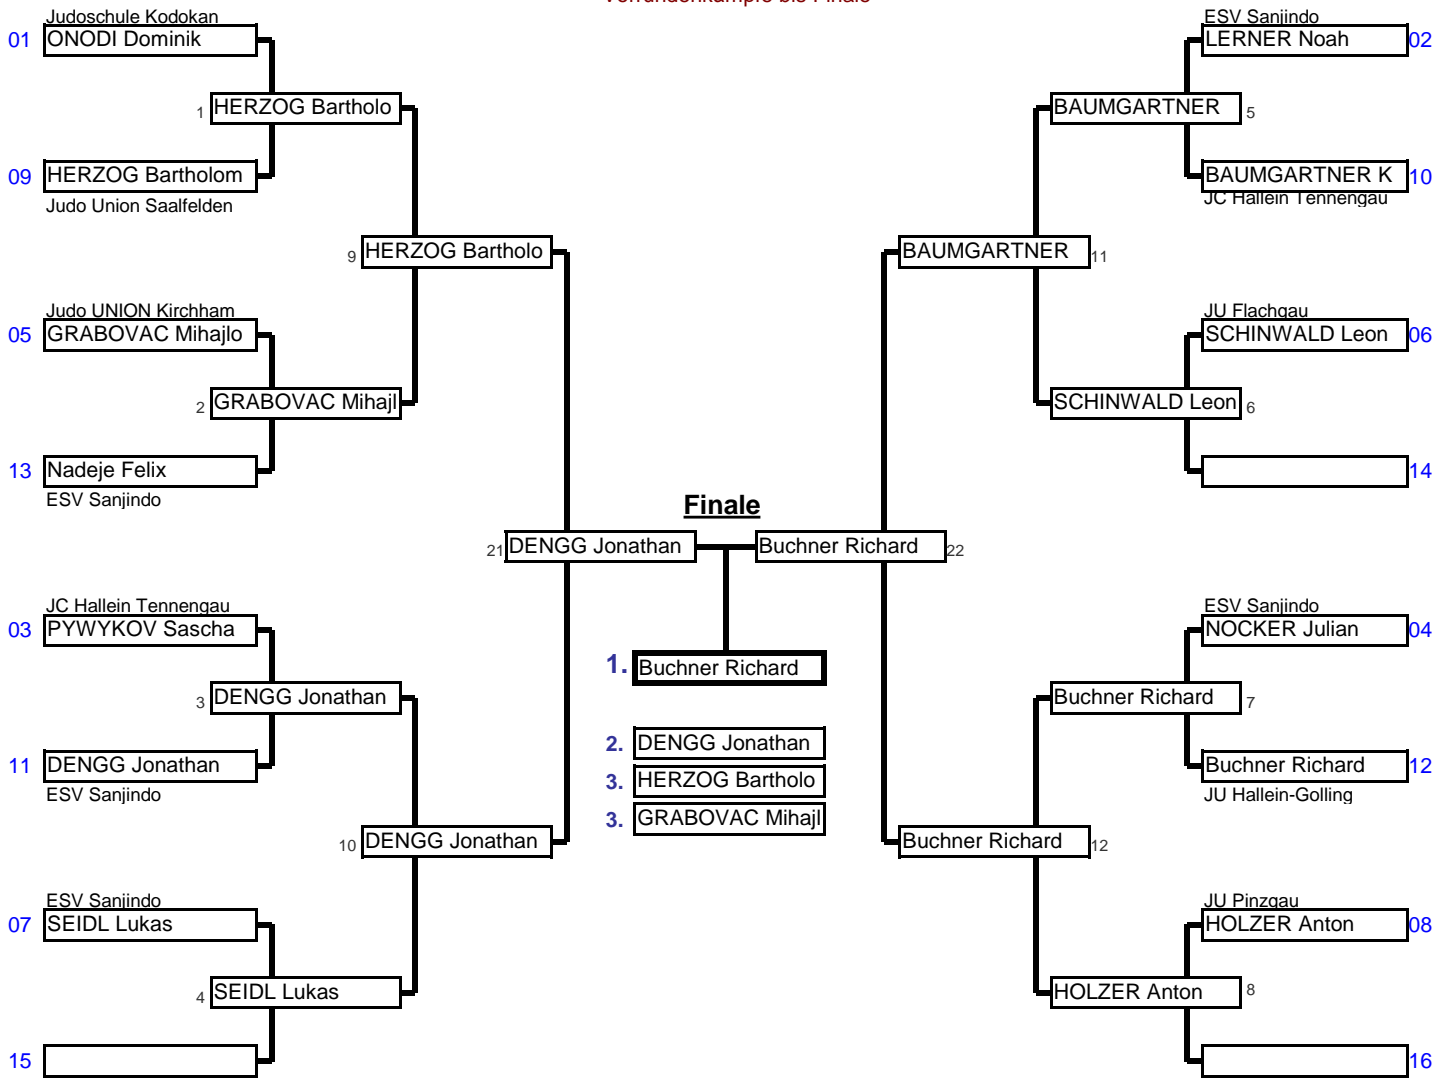 Vorrundenkämpfe bis Finale
Judoschule Kodokan
01 ONODI Dominik
1 HERZOG Bartholo
09 HERZOG Bartholom
Judo Union Saalfelden
9 HERZOG Bartholo
Judo UNION Kirchham
05 GRABOVAC Mihajlo
2 GRABOVAC Mihajl
13 Nadeje Felix
ESV Sanjindo
21 DENGG Jonathan
JC Hallein Tennengau
03 PYWYKOV Sascha
3 DENGG Jonathan
11 DENGG Jonathan
ESV Sanjindo
10 DENGG Jonathan
ESV Sanjindo
07 SEIDL Lukas
4 SEIDL Lukas
15
Finale
1. Buchner Richard
2. DENGG Jonathan
3. HERZOG Bartholo
3. GRABOVAC Mihajl
ESV Sanjindo
LERNER Noah 02
BAUMGARTNER 5
BAUMGARTNER K 10
JC Hallein Tennengau
BAUMGARTNER 11
JU Flachgau
SCHINWALD Leon 06
SCHINWALD Leon 6
14
Buchner Richard 22
ESV Sanjindo
NOCKER Julian 04
Buchner Richard 7
Buchner Richard 12
JU Hallein-Golling
Buchner Richard 12
JU Pinzgau
HOLZER Anton 08
HOLZER Anton 8
16